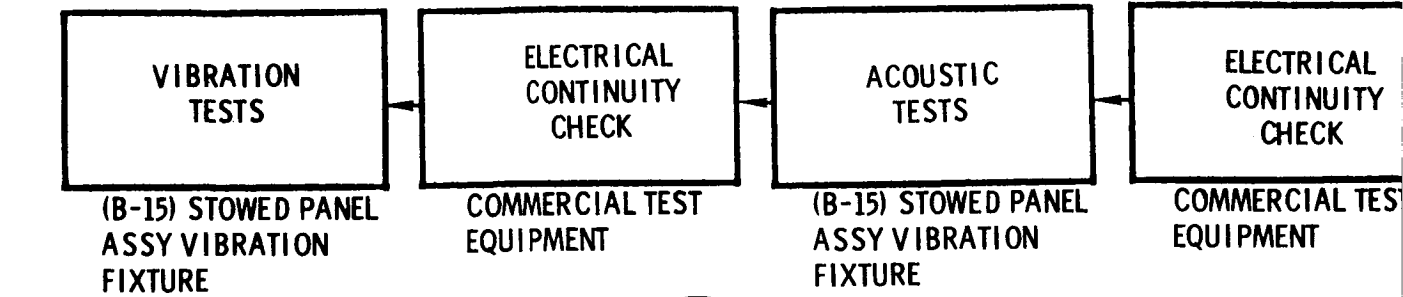 VIBRATION
TESTS
ELECTRICAL
CONTINUITY
CHECK
ACOUSTIC
TESTS
ELECTRICAL
CONTINUITY
CHECK
(B-15) STOWED PANEL
ASSY VIBRATION
FIXTURE
COMMERCIAL TEST
EQUIPMENT
(B-15) STOWED PANEL
ASSY VIBRATION
FIXTURE
COMMERCIAL TES
EQUIPMENT